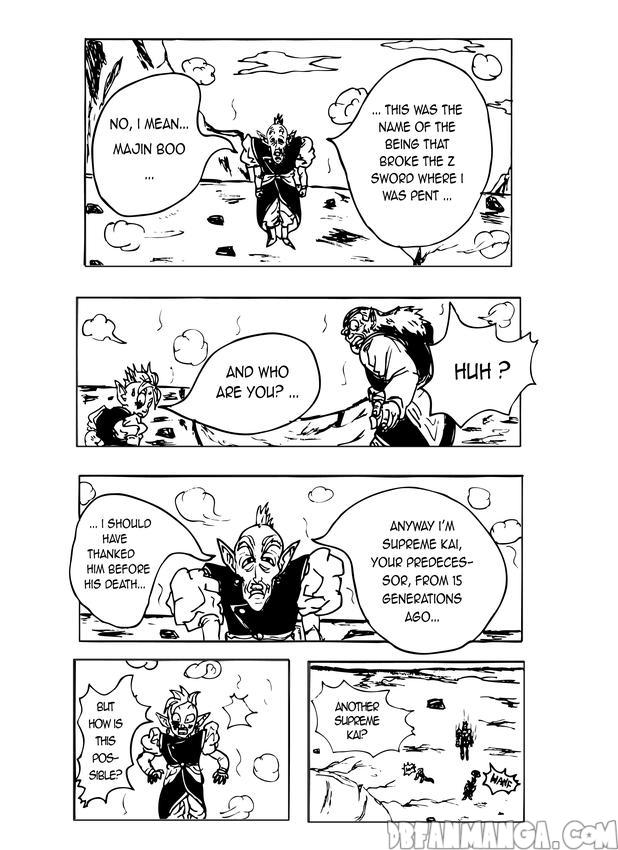 NO, I MEAN...
MAJIN BOO
...
... THIS WAS THE
NAME OF THE
BEING THAT
BROKE THE Z
SWORD WHERE I
WAS PENT ...
AND WHO
ARE YOU? ...
HUH ?
... I SHOULD
HAVE
THANKED
HIM BEFORE
HIS DEATH...
ANYWAY I'M
SUPREME KAI,
YOUR PREDECES-
SOR, FROM 15
GENERATIONS
AGO...
BUT
HOW IS
THIS
POS-
SIBLE?
ANOTHER
SUPREME
KAI?
DBFANMANGA.COM